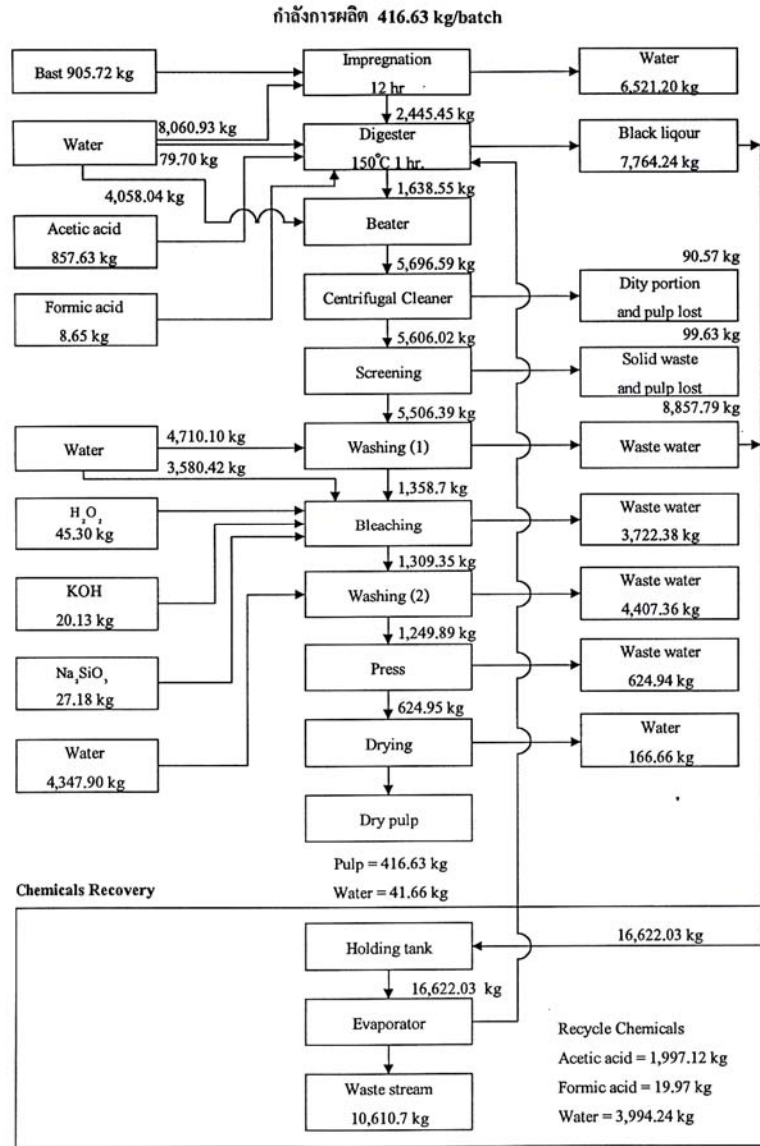 กำลังการผลิต 416.63 kg/batch
Bast 905.72 kg
Impregnation
12 hr
Water
6,521.20 kg
8,060.93 kg
2,445.45 kg
Water
79.70 kg
Digester
150°C 1 hr.
Black liqour
7,764.24 kg
4,058.04 kg
1,638.55 kg
Acetic acid
857.63 kg
Beater
5,696.59 kg
90.57 kg
Formic acid
8.65 kg
Centrifugal Cleaner
Dity portion
and pulp lost
5,606.02 kg
99.63 kg
Screening
Solid waste
and pulp lost
5,506.39 kg
8,857.79 kg
Water
4,710.10 kg
Washing (1)
Waste water
3,580.42 kg
1,358.7 kg
H₂O₂
45.30 kg
Bleaching
Waste water
3,722.38 kg
1,309.35 kg
KOH
20.13 kg
Washing (2)
Waste water
4,407.36 kg
1,249.89 kg
Na₂SiO₃
27.18 kg
Press
Waste water
624.94 kg
624.95 kg
Water
4,347.90 kg
Drying
Water
166.66 kg
Dry pulp
Pulp = 416.63 kg
Water = 41.66 kg
Chemicals Recovery
Holding tank
16,622.03 kg
16,622.03 kg
Evaporator
Recycle Chemicals
Acetic acid = 1,997.12 kg
Formic acid = 19.97 kg
Water = 3,994.24 kg
Waste stream
10,610.7 kg